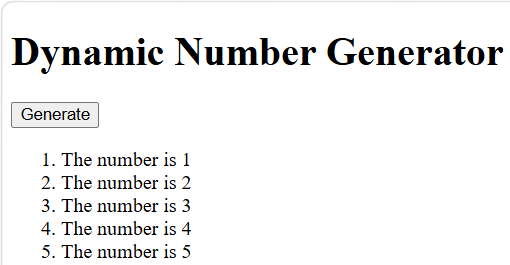 Dynamic Number Generator
Generate
1. The number is 1
2. The number is 2
3. The number is 3
4. The number is 4
5. The number is 5